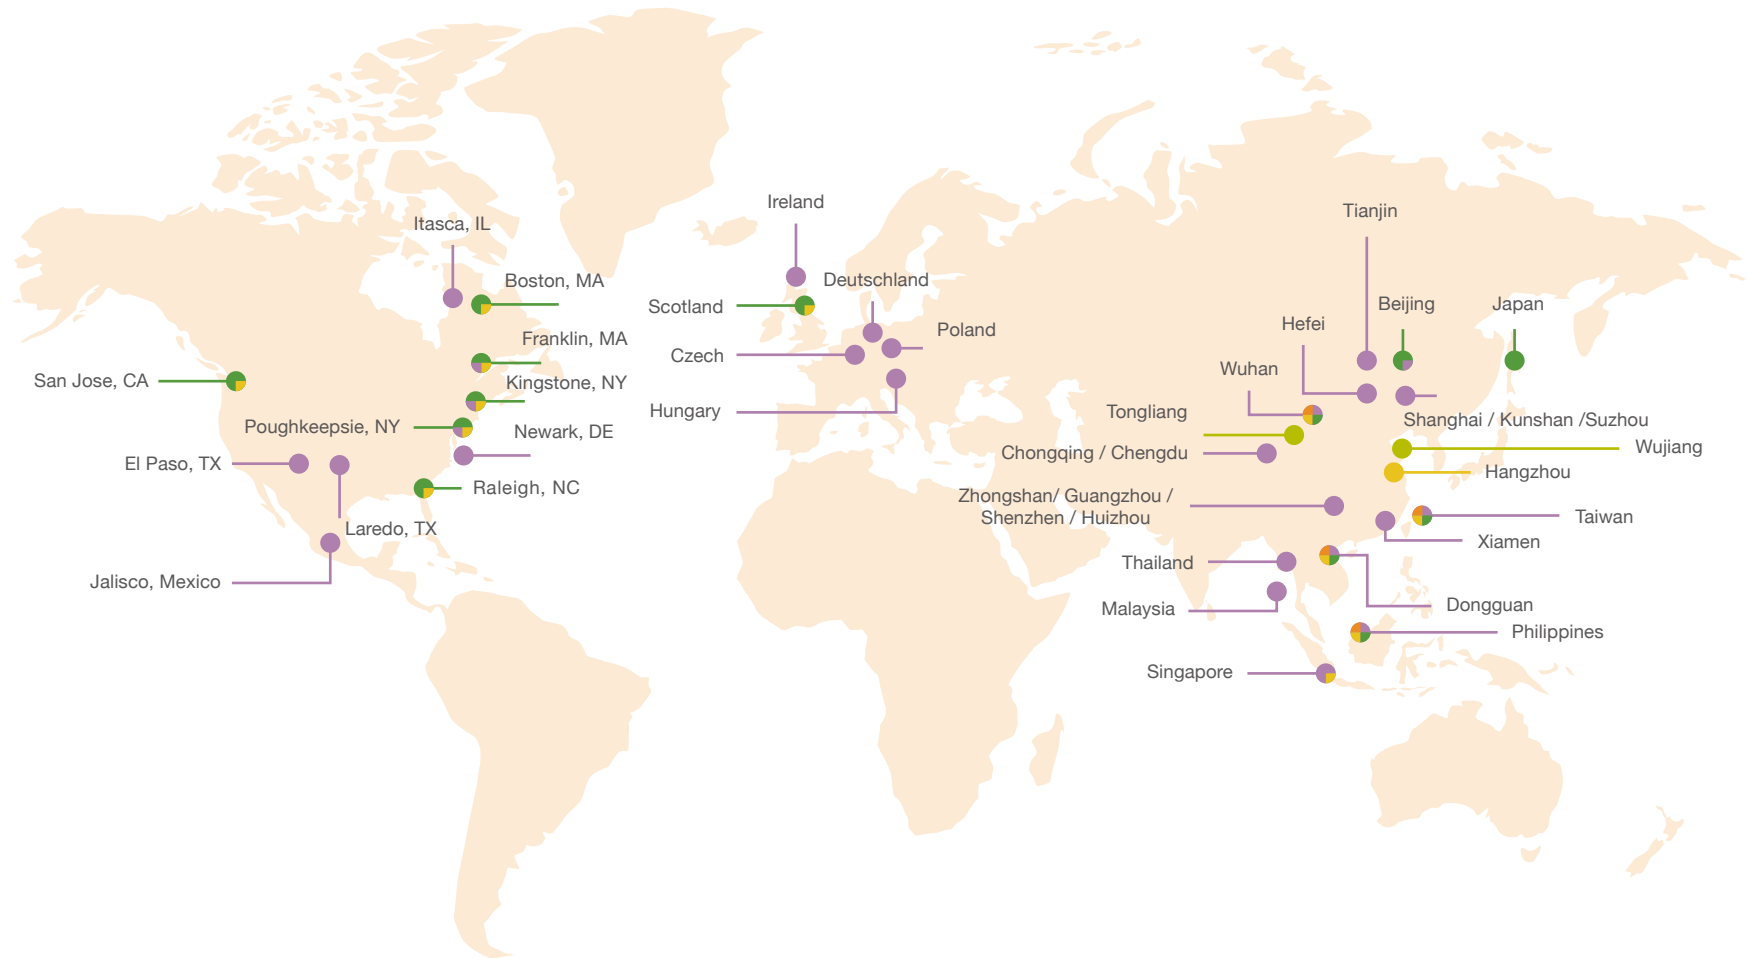 Itasca, IL
Boston, MA
Franklin, MA
San Jose, CA
Kingstone, NY
Poughkeepsie, NY
Newark, DE
El Paso, TX
Raleigh, NC
Laredo, TX
Jalisco, Mexico
Ireland
Deutschland
Scotland
Poland
Czech
Hungary
Tianjin
Beijing
Japan
Hefei
Wuhan
Tongliang
Shanghai / Kunshan /Suzhou
Wujiang
Chongqing / Chengdu
Hangzhou
Zhongshan/ Guangzhou /
Shenzhen / Huizhou
Taiwan
Xiamen
Thailand
Malaysia
Dongguan
Philippines
Singapore